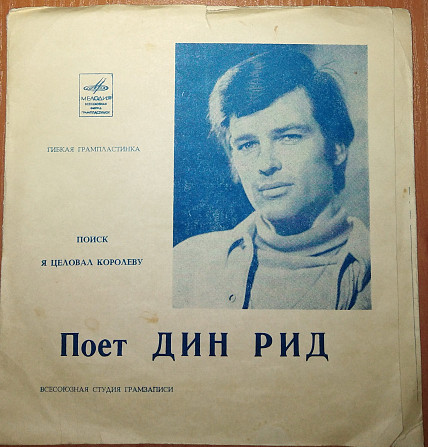 МЕЛОДИЯ
ГИБКАЯ ГРАМПЛАСТИНКА
ПОИСК
Я ЦЕЛОВАЛ КОРОЛЕВУ
Поет ДИН РИД
ВСЕСОЮЗНАЯ СТУДИЯ ГРАМЗАПИСИ